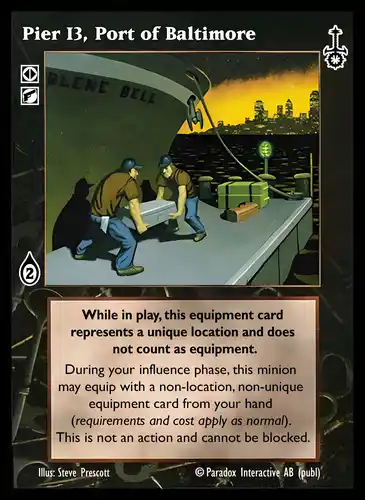 Pier 13, Port of Baltimore
BLENE BELL
2
While in play, this equipment card
represents a unique location and does
not count as equipment.
During your influence phase, this minion
may equip with a non-location, non-unique
equipment card from your hand
(requirements and cost apply as normal).
This is not an action and cannot be blocked.
Illus: Steve Prescott
© Paradox Interactive AB (publ)